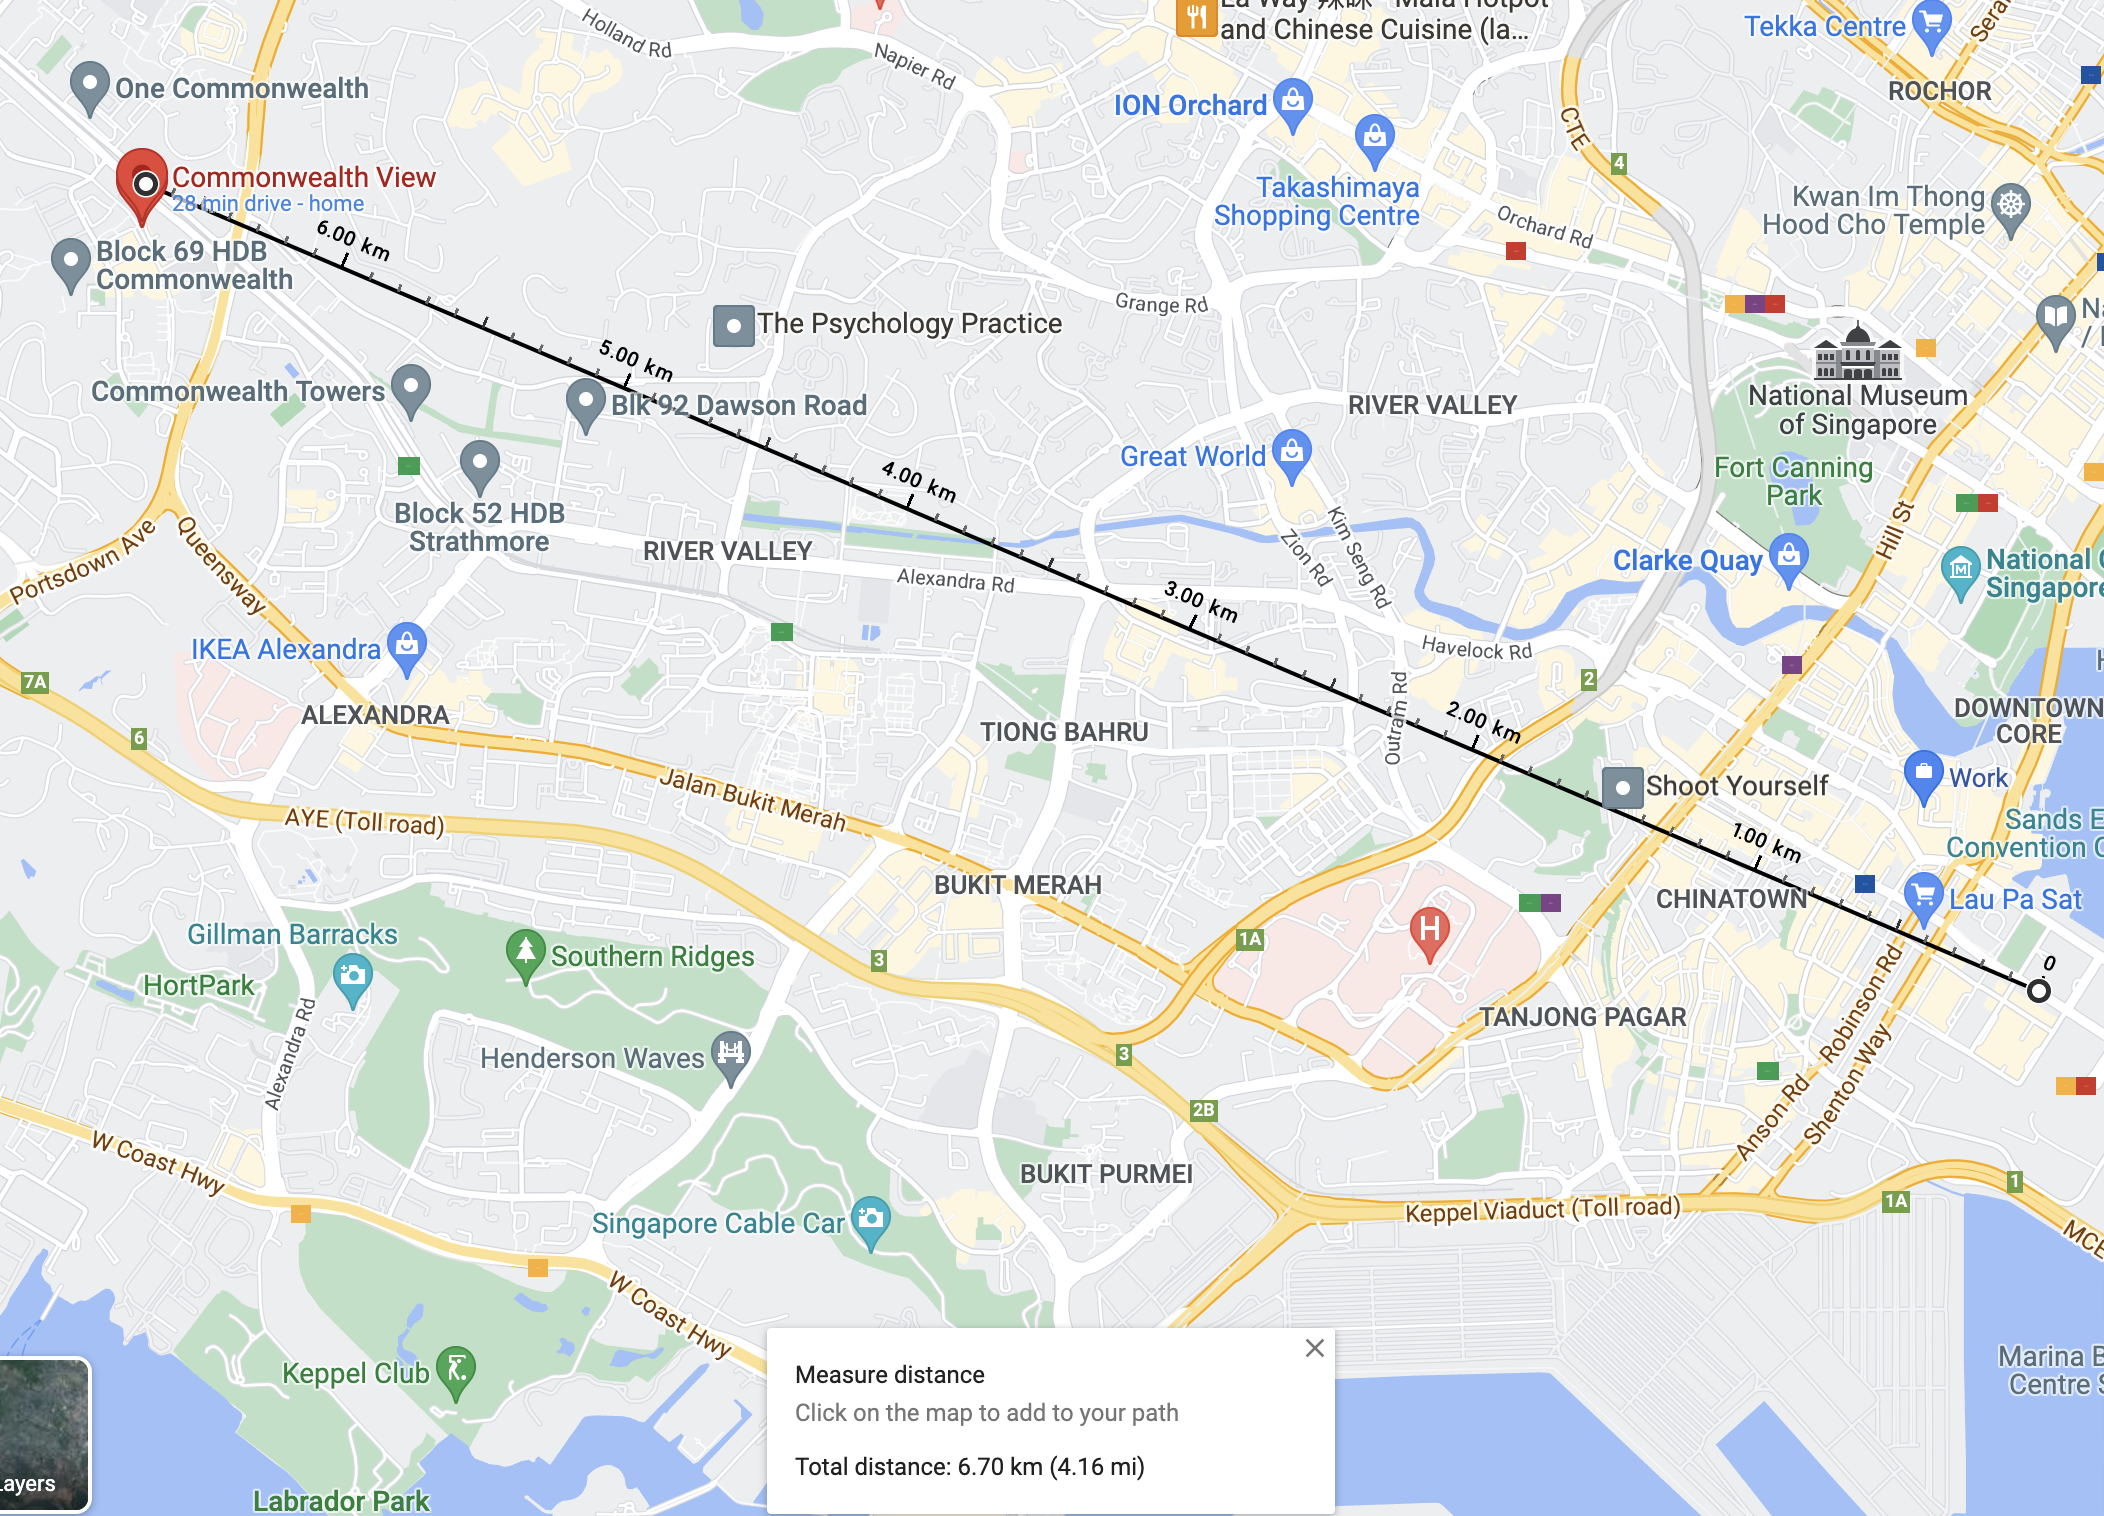 Holland Rd
Napier Rd
and Chinese Cuisine (la...
Tekka Centre
ROCHOR
One Commonwealth
ION Orchard
CTE
4
Commonwealth View
28 min drive - home
Takashimaya
Shopping Centre
Orchard Rd
Kwan Im Thong
Hood Cho Temple
6.00 km
Block 69 HDB
Commonwealth
Grange Rd
The Psychology Practice
5.00 km
Commonwealth Towers
Blk 92 Dawson Road
RIVER VALLEY
National Museum
of Singapore
Great World
4.00 km
Fort Canning
Park
Block 52 HDB
Strathmore
Kim Seng Rd
Zion Rd
Hill St
Portsdown Ave
Queensway
RIVER VALLEY
Alexandra Rd
Clarke Quay
National
Singapore
3.00 km
IKEA Alexandra
Havelock Rd
7A
2
Outram Rd
ALEXANDRA
6
TIONG BAHRU
2.00 km
DOWNTOWN
CORE
Jalan Bukit Merah
Shoot Yourself
Work
AYE (Toll road)
1.00 km
Sands E
Convention C
BUKIT MERAH
CHINATOWN
Lau Pa Sat
Gillman Barracks
1A
H
Southern Ridges
3
0
HortPark
Alexandra Rd
TANJONG PAGAR
Robinson Rd
Henderson Waves
3
2B
Anson Rd
Shenton Way
W Coast Hwy
BUKIT PURMEI
Singapore Cable Car
Keppel Viaduct (Toll road)
1A
1
MCE
W Coast Hwy
Keppel Club
Measure distance
Click on the map to add to your path
Total distance: 6.70 km (4.16 mi)
Marina B
Centre S
ayers
Labrador Park